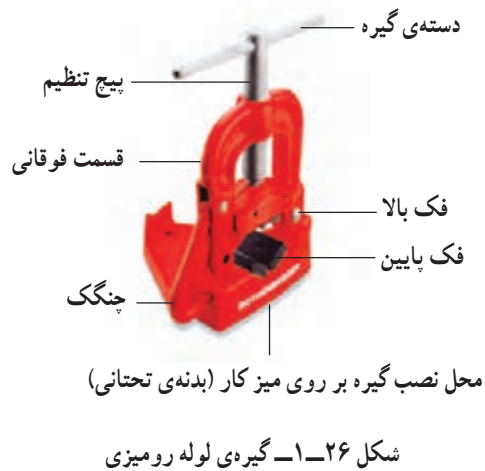 دسته‌ی گیره
پیچ تنظیم
قسمت فوقانی
فک بالا
فک پایین
چنگک
محل نصب گیره بر روی میز کار (بدنه‌ی تحتانی)
شکل ۲۶ــ۱ــ گیره‌ی لوله رومیزی